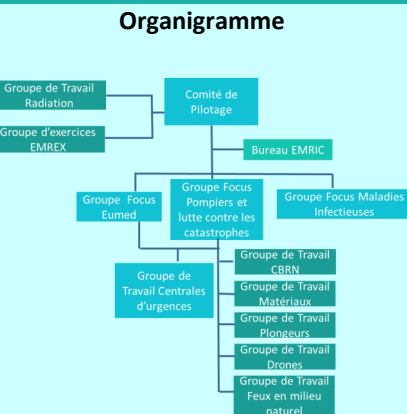 Organigramme
Groupe de Travail
Radiation
Comité de
Pilotage
Groupe d'exercices
EMREX
Bureau EMRIC
Groupe Focus
Eumed
Groupe Focus
Pompiers et
lutte contre les
catastrophes
Groupe Focus Maladies
Infectieuses
Groupe de
Travail Centrales
d'urgences
Groupe de Travail
CBRN
Groupe de Travail
Matériaux
Groupe de Travail
Plongeurs
Groupe de Travail
Drones
Groupe de Travail
Feux en milieu
naturel